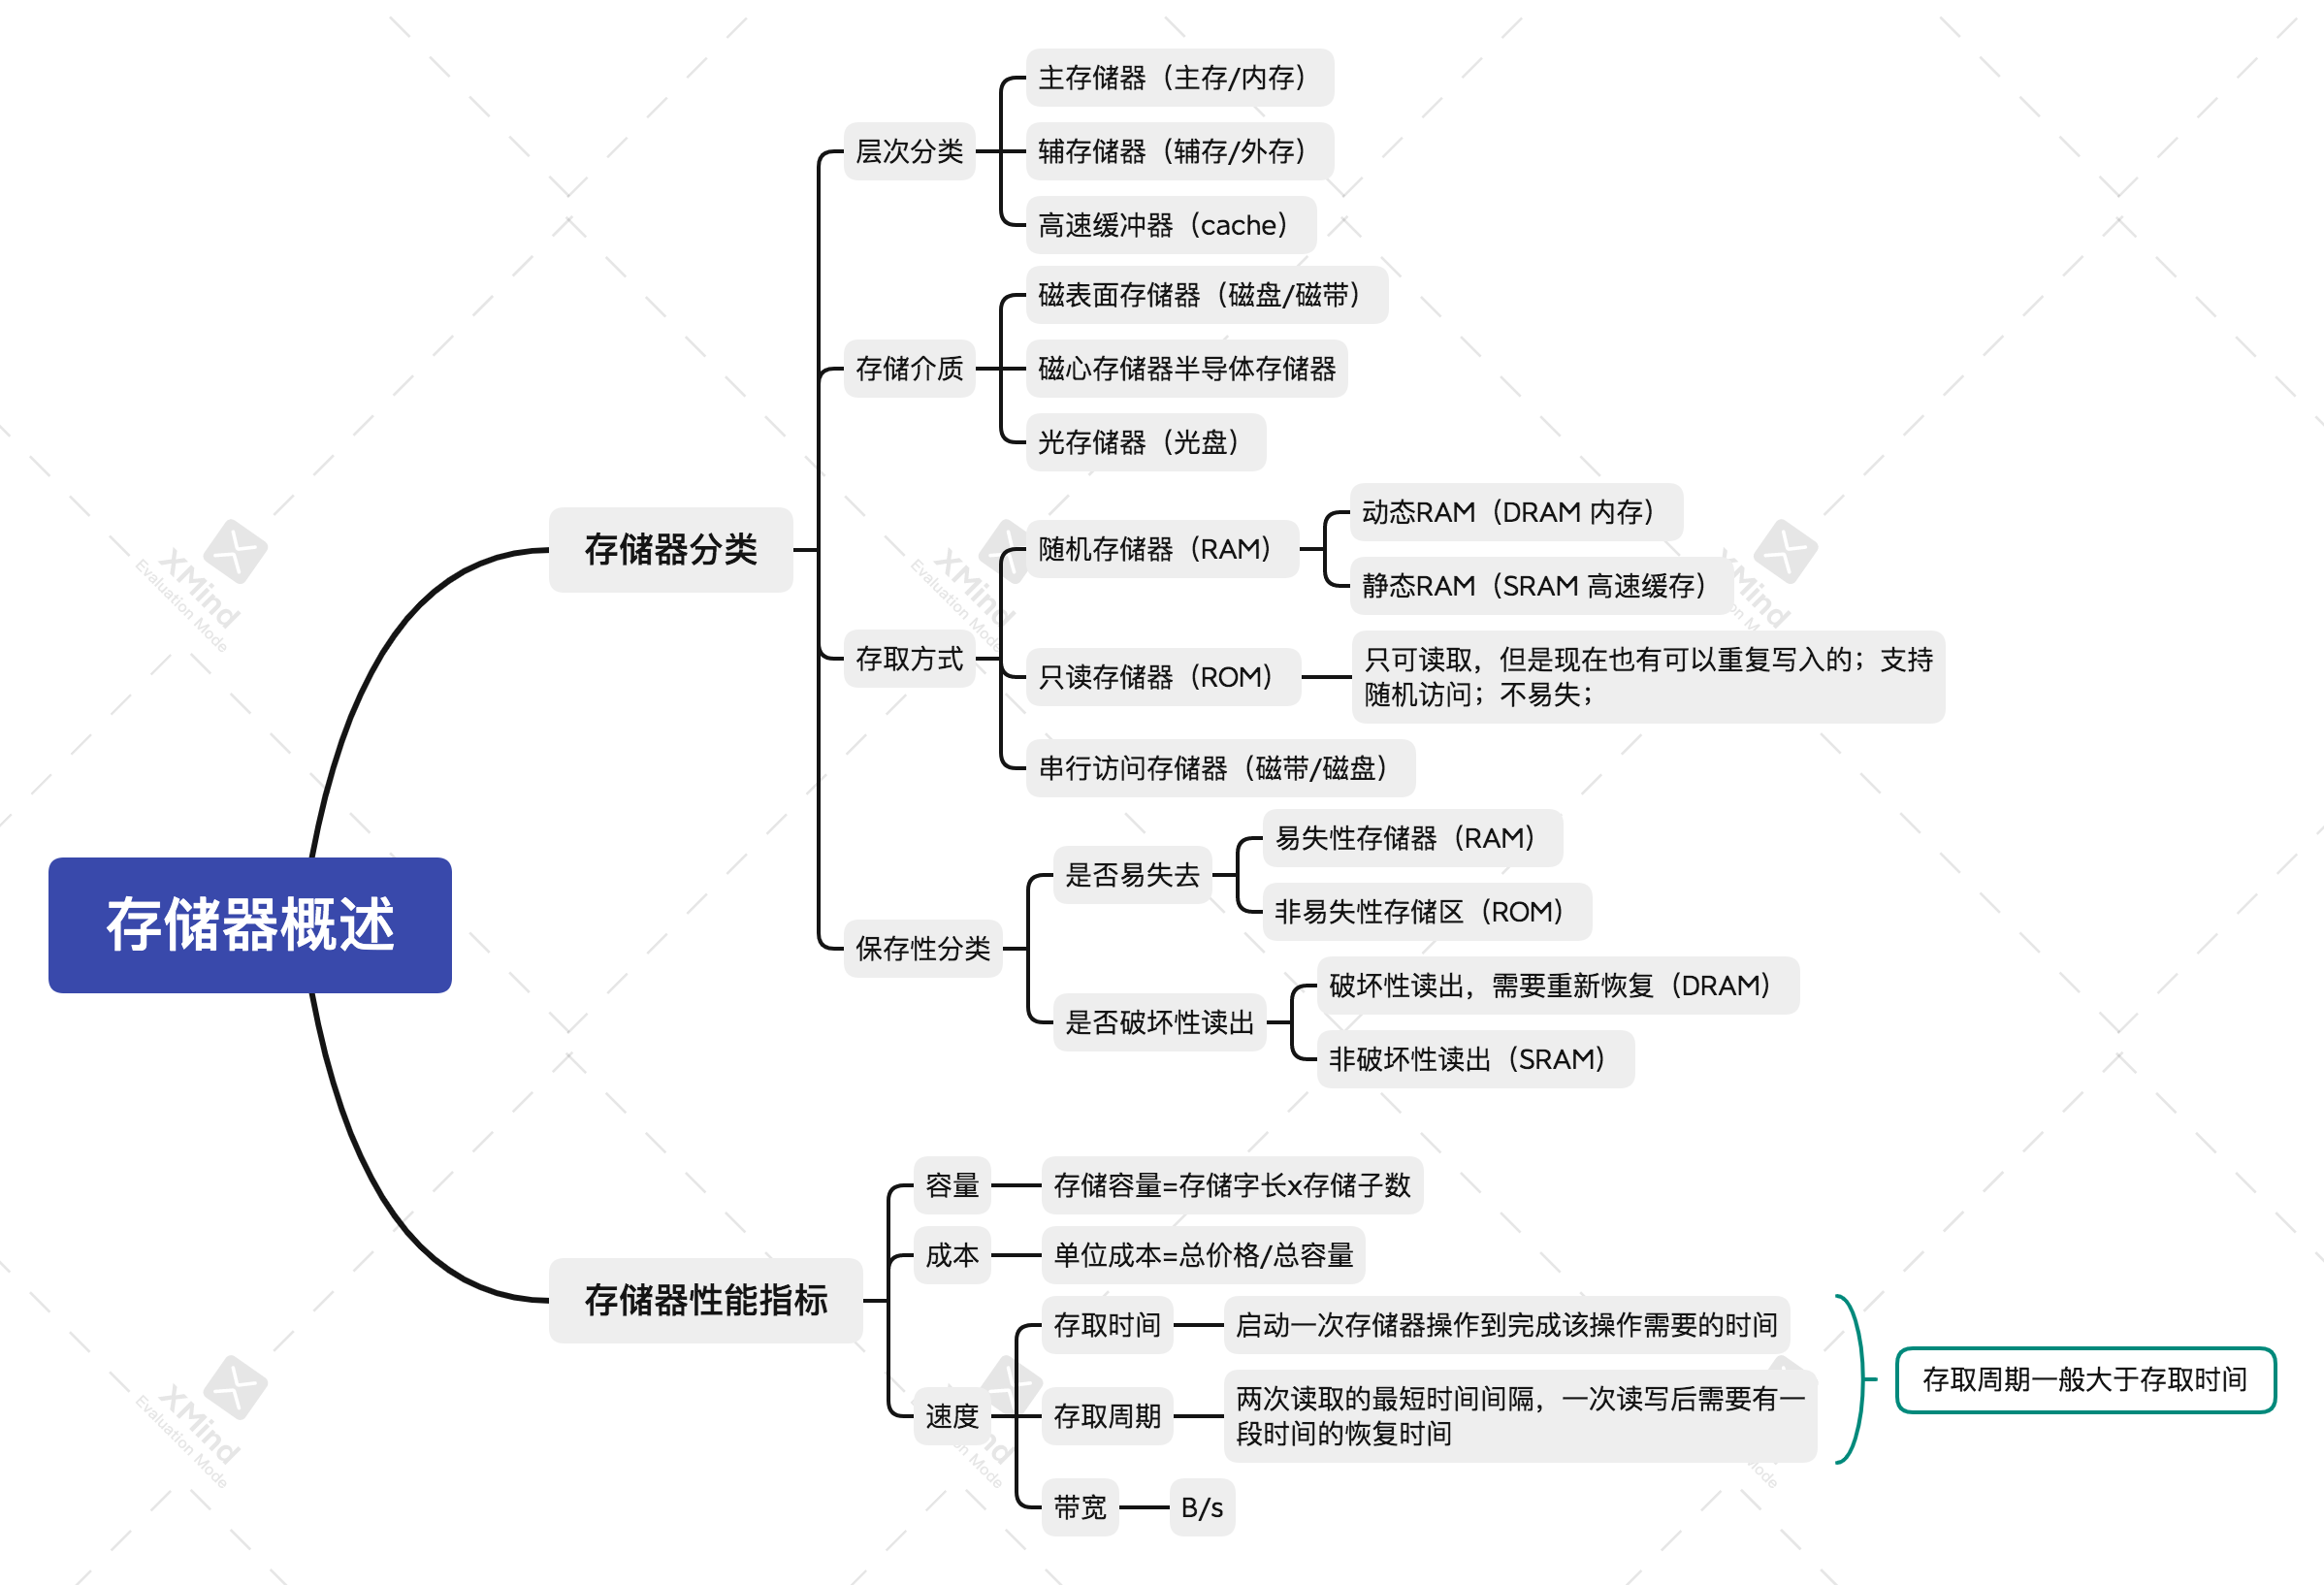 存储器概述
存储器分类
层次分类
主存储器（主存/内存）
辅存储器（辅存/外存）
高速缓冲器（cache）
存储介质
磁表面存储器（磁盘/磁带）
磁心存储器半导体存储器
光存储器（光盘）
存取方式
随机存储器（RAM）
动态RAM（DRAM 内存）
静态RAM（SRAM 高速缓存）
只读存储器（ROM）
只可读取，但是现在也有可以重复写入的；支持
随机访问；不易失；
串行访问存储器（磁带/磁盘）
保存性分类
是否易失去
易失性存储器（RAM）
非易失性存储区（ROM）
是否破坏性读出
破坏性读出，需要重新恢复（DRAM）
非破坏性读出（SRAM）
存储器性能指标
容量
存储容量=存储字长x存储子数
成本
单位成本=总价格/总容量
速度
存取时间
启动一次存储器操作到完成该操作需要的时间
存取周期
两次读取的最短时间间隔，一次读写后需要有一
段时间的恢复时间
带宽
B/s
存取周期一般大于存取时间
XMind
Evaluation Mode
XMind
Evaluation Mode
XMind
Evaluation Mode